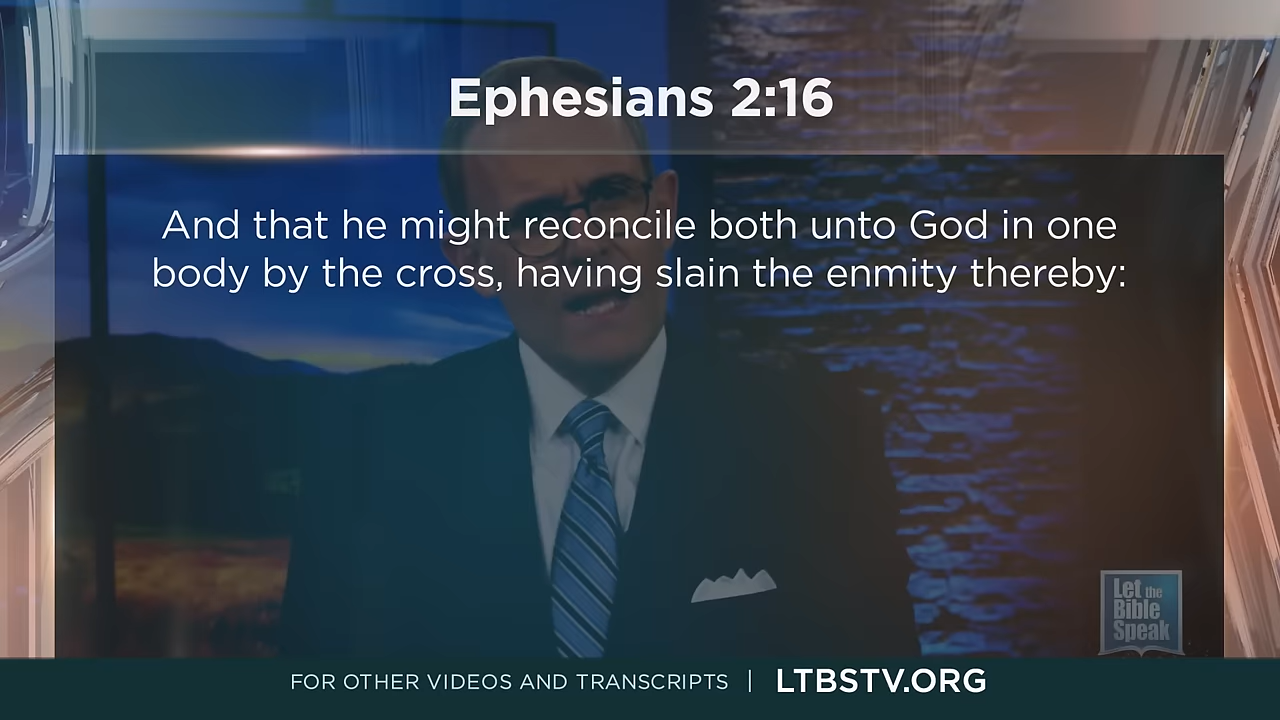 Ephesians 2:16
And that he might reconcile both unto God in one
body by the cross, having slain the enmity thereby:
Let the
Bible
Speak
FOR OTHER VIDEOS AND TRANSCRIPTS | LTBSTV.ORG